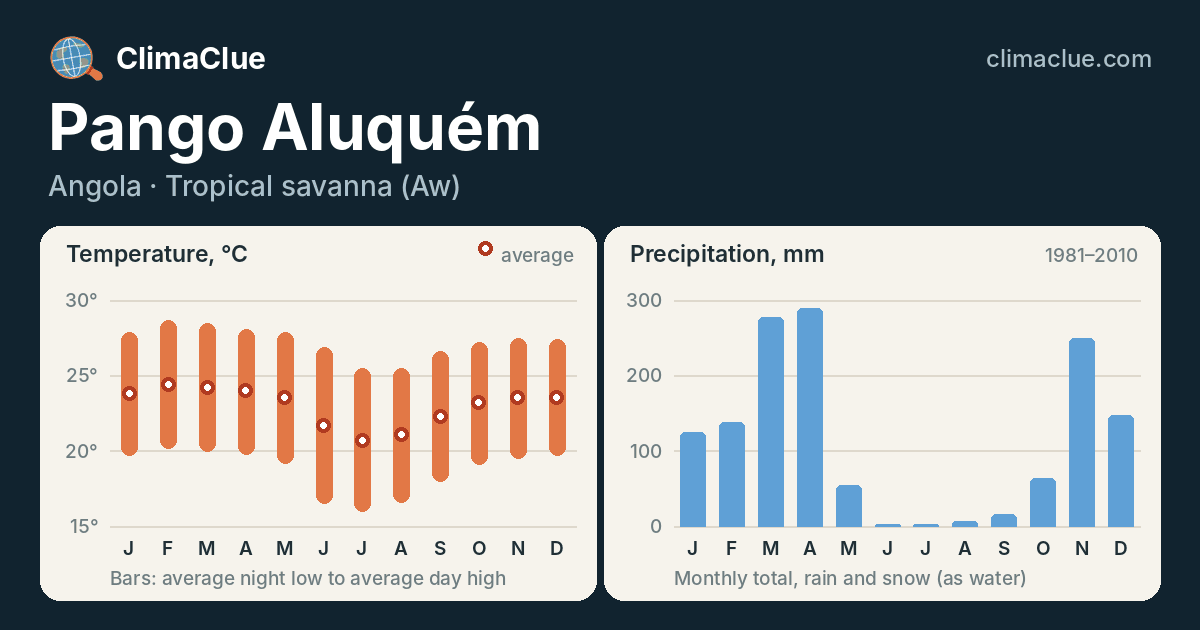 ClimaClue
climaclue.com
Pango Aluquém
Angola · Tropical savanna (Aw)
Temperature, °C
average
30°
25°
20°
15°
J F M A M J J A S O N D
Bars: average night low to average day high
Precipitation, mm
1981–2010
300
200
100
0
J F M A M J J A S O N D
Monthly total, rain and snow (as water)